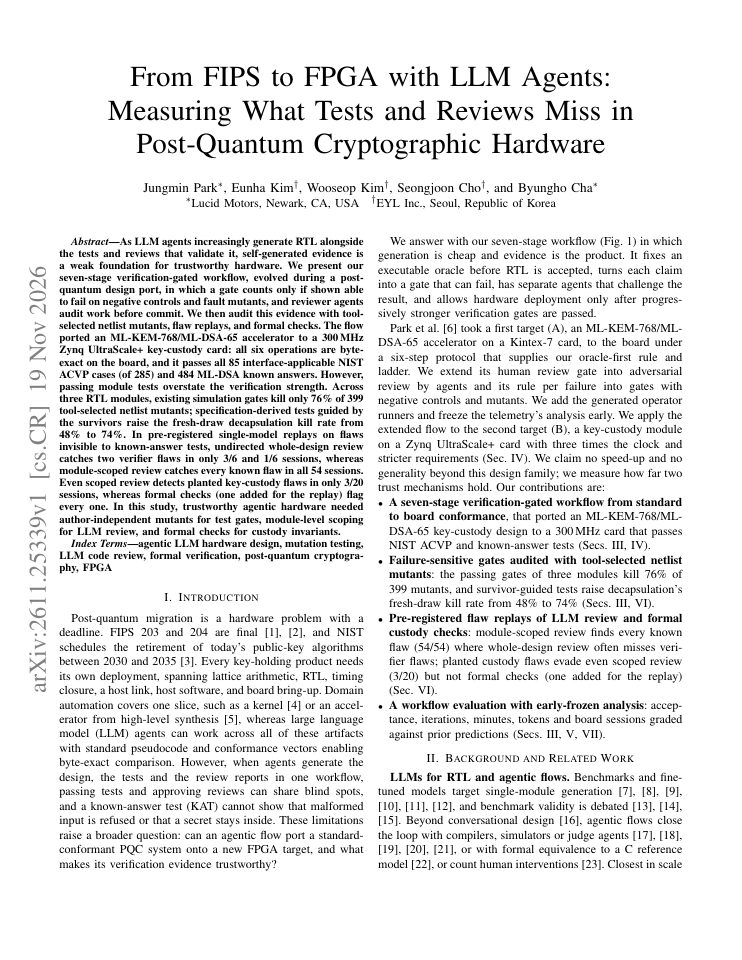 From FIPS to FPGA with LLM Agents:
Measuring What Tests and Reviews Miss in
Post-Quantum Cryptographic Hardware
Jungmin Park∗, Eunha Kim†, Wooseop Kim†, Seongjoon Cho†, and Byungho Cha∗
∗Lucid Motors, Newark, CA, USA †EYL Inc., Seoul, Republic of Korea
arXiv:2611.25339v1 [cs.CR] 19 Nov 2026
Abstract—As LLM agents increasingly generate RTL alongside
the tests and reviews that validate it, self-generated evidence is
a weak foundation for trustworthy hardware. We present our
seven-stage verification-gated workflow, evolved during a post-
quantum design port, in which a gate counts only if shown able
to fail on negative controls and fault mutants, and reviewer agents
audit work before commit. We then audit this evidence with tool-
selected netlist mutants, flaw replays, and formal checks. The flow
ported an ML-KEM-768/ML-DSA-65 accelerator to a 300 MHz
Zynq UltraScale+ key-custody card: all six operations are byte-
exact on the board, and it passes all 85 interface-applicable NIST
ACVP cases (of 285) and 484 ML-DSA known answers. However,
passing module tests overstate the verification strength. Across
three RTL modules, existing simulation gates kill only 76% of 399
tool-selected netlist mutants; specification-derived tests guided by
the survivors raise the fresh-draw decapsulation kill rate from
48% to 74%. In pre-registered single-model replays on flaws
invisible to known-answer tests, undirected whole-design review
catches two verifier flaws in only 3/6 and 1/6 sessions, whereas
module-scoped review catches every known flaw in all 54 sessions.
Even scoped review detects planted key-custody flaws in only 3/20
sessions, whereas formal checks (one added for the replay) flag
every one. In this study, trustworthy agentic hardware needed
author-independent mutants for test gates, module-level scoping
for LLM review, and formal checks for custody invariants.
Index Terms—agentic LLM hardware design, mutation testing,
LLM code review, formal verification, post-quantum cryptogra-
phy, FPGA
I. INTRODUCTION
Post-quantum migration is a hardware problem with a
deadline. FIPS 203 and 204 are final [1], [2], and NIST
schedules the retirement of today's public-key algorithms
between 2030 and 2035 [3]. Every key-holding product needs
its own deployment, spanning lattice arithmetic, RTL, timing
closure, a host link, host software, and board bring-up. Domain
automation covers one slice, such as a kernel [4] or an accel-
erator from high-level synthesis [5], whereas large language
model (LLM) agents can work across all of these artifacts
with standard pseudocode and conformance vectors enabling
byte-exact comparison. However, when agents generate the
design, the tests and the review reports in one workflow,
passing tests and approving reviews can share blind spots,
and a known-answer test (KAT) cannot show that malformed
input is refused or that a secret stays inside. These limitations
raise a broader question: can an agentic flow port a standard-
conformant PQC system onto a new FPGA target, and what
makes its verification evidence trustworthy?
We answer with our seven-stage workflow (Fig. 1) in which
generation is cheap and evidence is the product. It fixes an
executable oracle before RTL is accepted, turns each claim
into a gate that can fail, has separate agents that challenge the
result, and allows hardware deployment only after progres-
sively stronger verification gates are passed.
Park et al. [6] took a first target (A), an ML-KEM-768/ML-
DSA-65 accelerator on a Kintex-7 card, to the board under
a six-step protocol that supplies our oracle-first rule and
ladder. We extend its human review gate into adversarial
review by agents and its rule per failure into gates with
negative controls and mutants. We add the generated operator
runners and freeze the telemetry's analysis early. We apply the
extended flow to the second target (B), a key-custody module
on a Zynq UltraScale+ card with three times the clock and
stricter requirements (Sec. IV). We claim no speed-up and no
generality beyond this design family; we measure how far two
trust mechanisms hold. Our contributions are:
• A seven-stage verification-gated workflow from standard
to board conformance, that ported an ML-KEM-768/ML-
DSA-65 key-custody design to a 300 MHz card that passes
NIST ACVP and known-answer tests (Secs. III, IV).
• Failure-sensitive gates audited with tool-selected netlist
mutants: the passing gates of three modules kill 76% of
399 mutants, and survivor-guided tests raise decapsulation's
fresh-draw kill rate from 48% to 74% (Secs. III, VI).
• Pre-registered flaw replays of LLM review and formal
custody checks: module-scoped review finds every known
flaw (54/54) where whole-design review often misses veri-
fier flaws; planted custody flaws evade even scoped review
(3/20) but not formal checks (one added for the replay)
(Sec. VI).
• A workflow evaluation with early-frozen analysis: accep-
tance, iterations, minutes, tokens and board sessions graded
against prior predictions (Secs. III, V, VII).
II. BACKGROUND AND RELATED WORK
LLMs for RTL and agentic flows. Benchmarks and fine-
tuned models target single-module generation [7], [8], [9],
[10], [11], [12], and benchmark validity is debated [13], [14],
[15]. Beyond conversational design [16], agentic flows close
the loop with compilers, simulators or judge agents [17], [18],
[19], [20], [21], or with formal equivalence to a C reference
model [22], or count human interventions [23]. Closest in scale